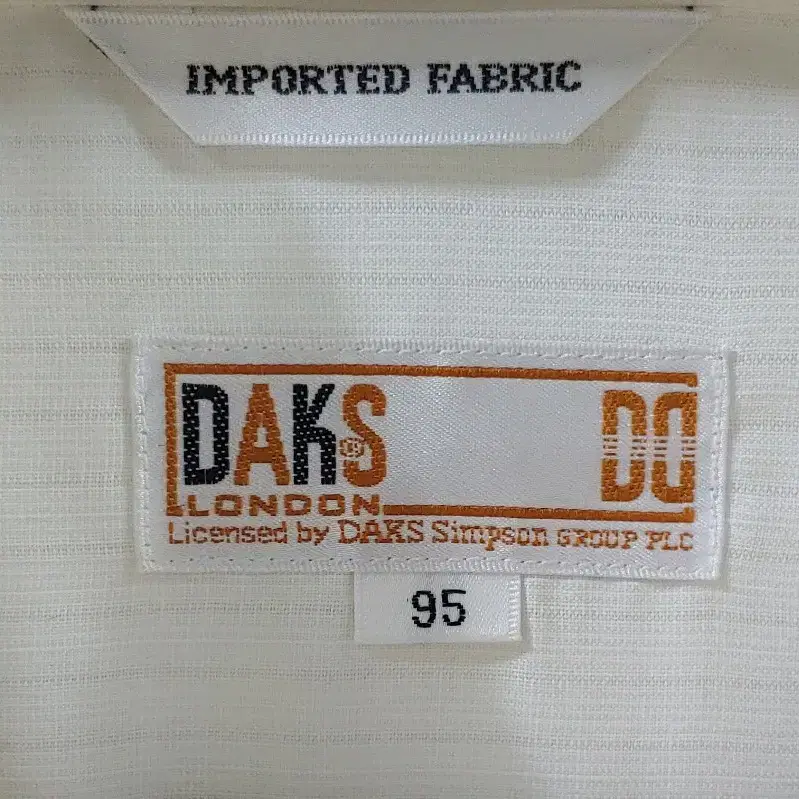 IMPORTED FABRIC
DAKS DD
LONDON
Licensed by DAKS Simpson GROUP PLC
95